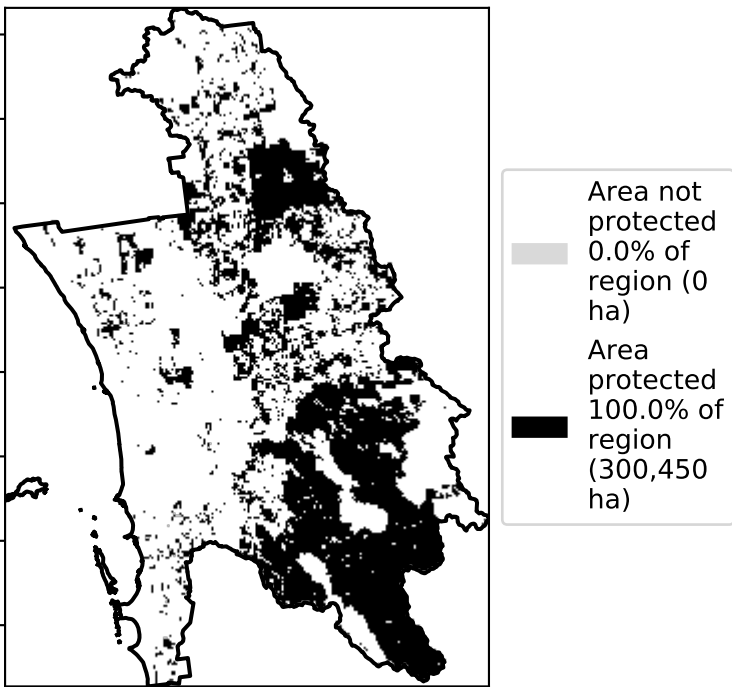 Area not
protected
0.0% of
region (0
ha)
Area
protected
100.0% of
region
(300,450
ha)